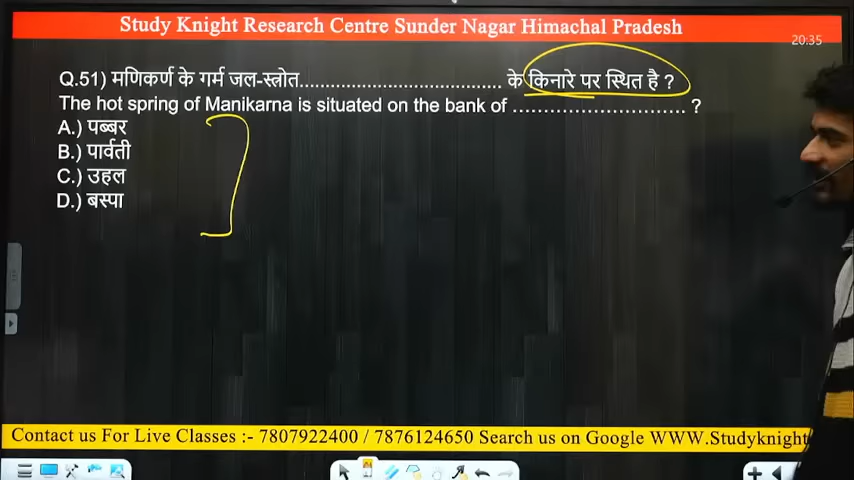 Study Knight Research Centre Sunder Nagar Himachal Pradesh
20:35
Q.51) मणिकर्ण के गर्म जल-स्त्रोत.................................... के किनारे पर स्थित है ?
The hot spring of Manikarna is situated on the bank of ............................ ?
A.) पब्बर
B.) पार्वती
C.) उहल
D.) बस्पा
Contact us For Live Classes :- 7807922400 / 7876124650 Search us on Google WWW.Studyknight